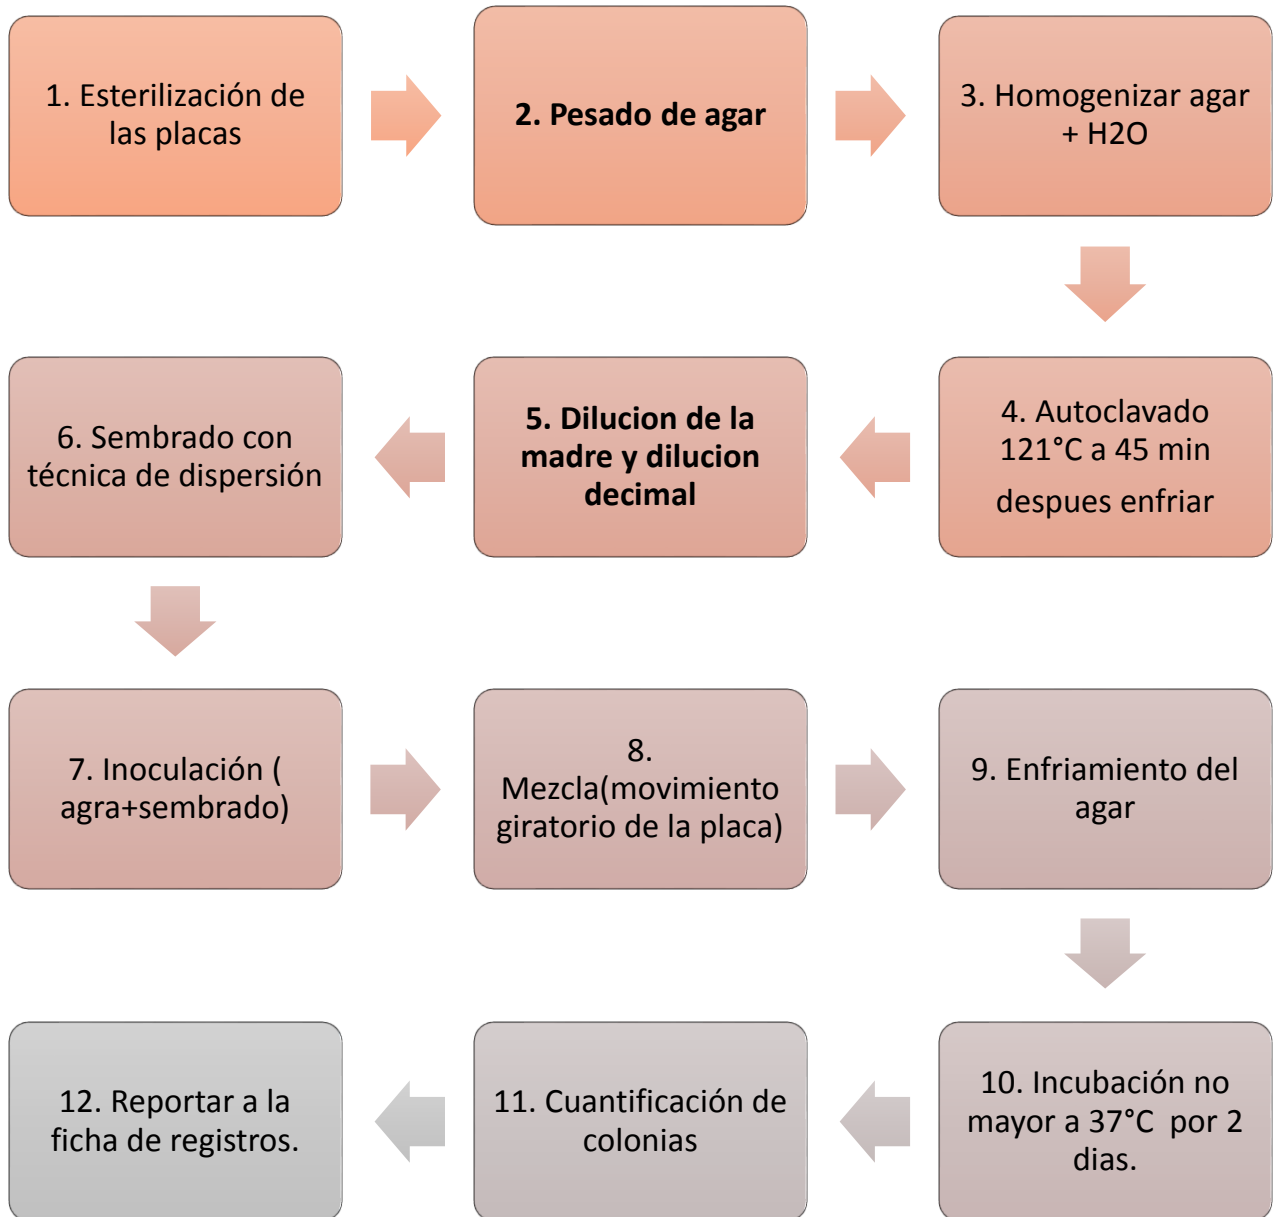 1. Esterilización de
las placas
2. Pesado de agar
3. Homogenizar agar
+ H2O
4. Autoclavado
121°C a 45 min
despues enfriar
5. Dilucion de la
madre y dilucion
decimal
6. Sembrado con
técnica de dispersión
7. Inoculación (
agra+sembrado)
8.
Mezcla(movimiento
giratorio de la placa)
9. Enfriamiento del
agar
10. Incubación no
mayor a 37°C  por 2
dias.
11. Cuantificación de
colonias
12. Reportar a la
ficha de registros.